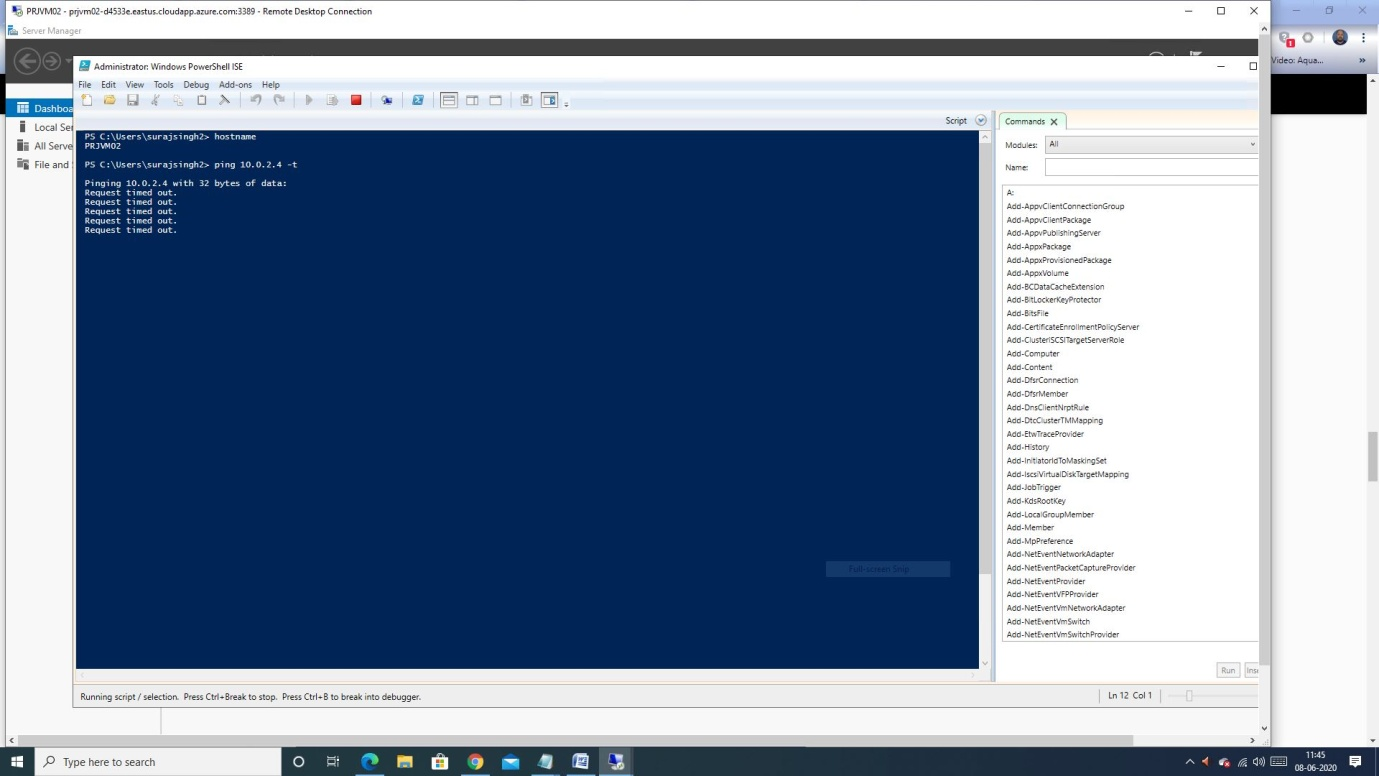 PRJVM02 - prjvm02-d4533e.eastus.cloudapp.azure.com:3389 - Remote Desktop Connection
Server Manager
1
Video: Aqua...
Administrator: Windows PowerShell ISE
File Edit View Tools Debug Add-ons Help
Dashboa
Local Ser
All Serve
File and
Script
PS C:\Users\surajsingh2> hostname
PRJVM02
PS C:\Users\surajsingh2> ping 10.0.2.4 -t
Pinging 10.0.2.4 with 32 bytes of data:
Request timed out.
Request timed out.
Request timed out.
Request timed out.
Request timed out.
Full-screen Snip
Commands
Modules: All
Name:
A:
Add-AppvClientConnectionGroup
Add-AppvClientPackage
Add-AppvPublishingServer
Add-AppxPackage
Add-AppxProvisionedPackage
Add-AppxVolume
Add-BCDataCacheExtension
Add-BitLockerKeyProtector
Add-BitsFile
Add-CertificateEnrollmentPolicyServer
Add-ClusteriSCSITargetServerRole
Add-Computer
Add-Content
Add-DfsrConnection
Add-DfsrMember
Add-DnsClientNrptRule
Add-DtcClusterTMMapping
Add-EtwTraceProvider
Add-History
Add-InitiatorIdToMaskingSet
Add-IscsiVirtualDiskTargetMapping
Add-JobTrigger
Add-KdsRootKey
Add-LocalGroupMember
Add-Member
Add-MpPreference
Add-NetEventNetworkAdapter
Add-NetEventPacketCaptureProvider
Add-NetEventProvider
Add-NetEventVFPProvider
Add-NetEventVmNetworkAdapter
Add-NetEventVmSwitch
Add-NetEventVmSwitchProvider
Run Inse
Running script / selection. Press Ctrl+Break to stop. Press Ctrl+B to break into debugger.
Ln 12 Col 1
Type here to search
11:45
08-06-2020